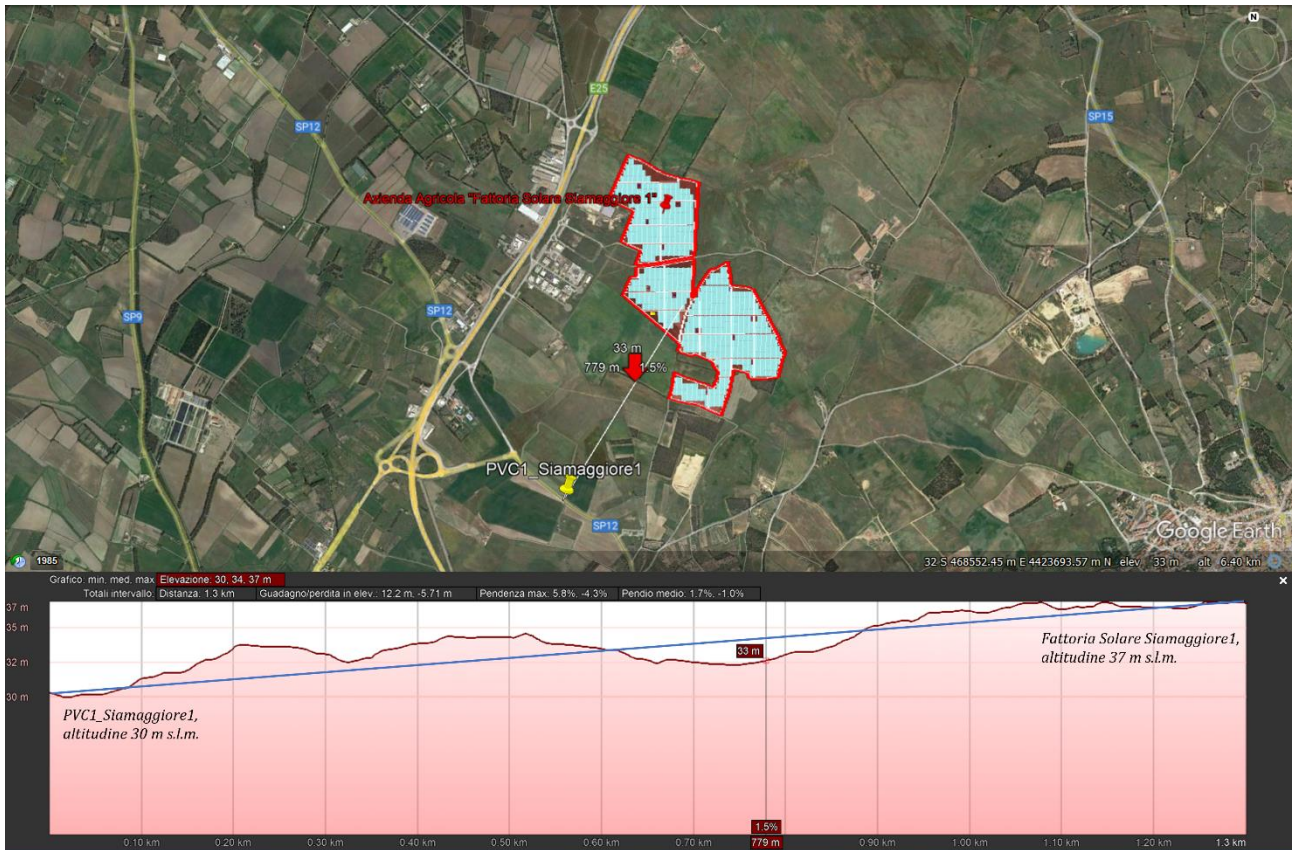 N
E25
SP12
SP15
Azienda Agricola "Fattoria Solare Siamaggiore 1"
SP12
SP9
33 m
779 m 1.5%
PVC1_Siamaggiore1
SP12
Google Earth
1985
32 S 468552.45 m E 4423693.57 m N elev 33 m alt 6.40 km
Grafico: min. med. max. Elevazione: 30, 34, 37 m
Totali intervallo: Distanza: 1.3 km Guadagno/perdita in elev.: 12.2 m, -5.71 m Pendenza max. 5.8%, -4.3% Pendio medio: 1.7%, -1.0%
37 m
35 m
32 m
30 m
33 m
Fattoria Solare Siamaggiore1,
altitudine 37 m s.l.m.
PVC1_Siamaggiore1,
altitudine 30 m s.l.m.
1.5%
0.10 km 0.20 km 0.30 km 0.40 km 0.50 km 0.60 km 0.70 km 779 m 0.90 km 1.00 km 1.10 km 1.20 km 1.3 km